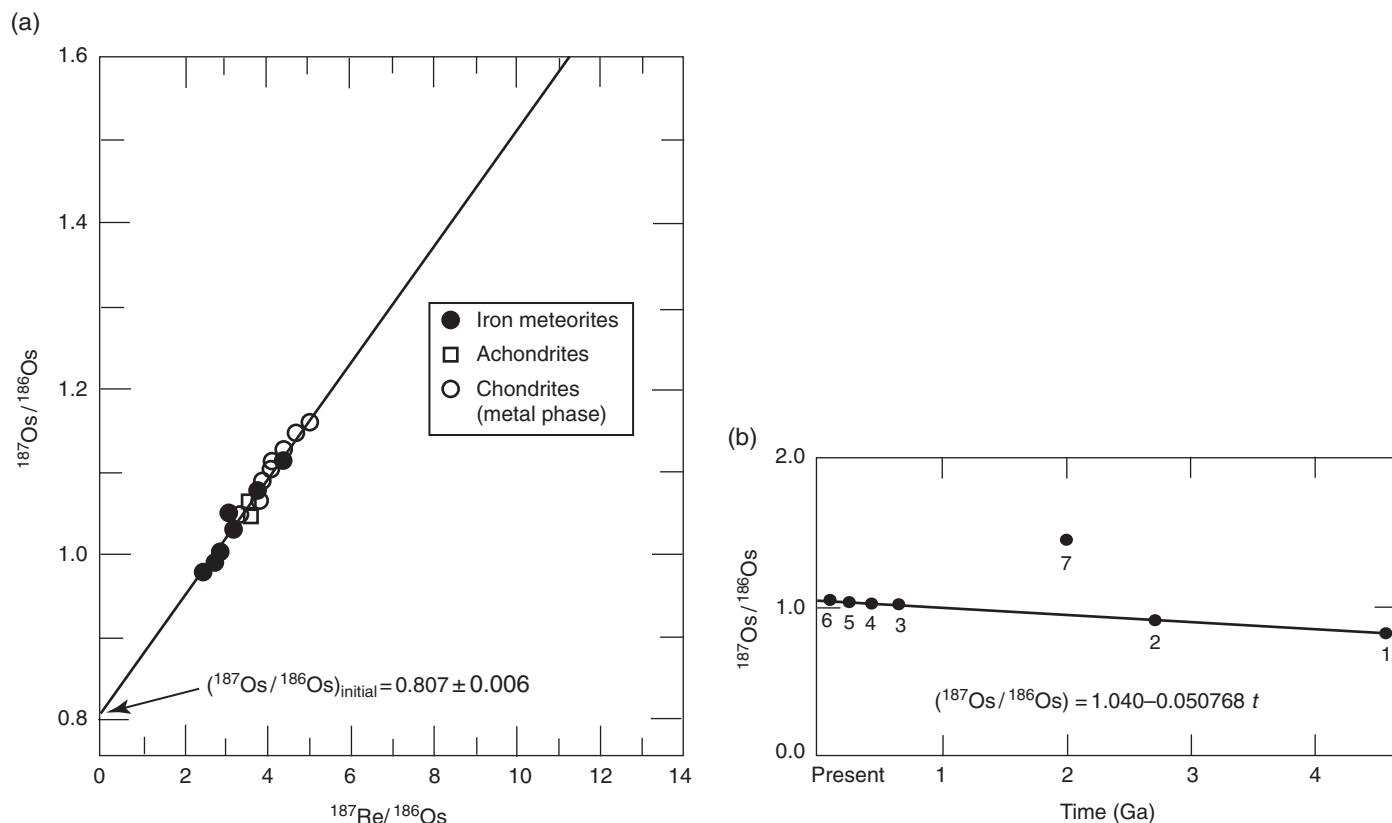 (a)
1.6
1.4
1.2
1.0
0.8
¹⁸⁷Os/¹⁸⁶Os
Iron meteorites
Achondrites
Chondrites
(metal phase)
(¹⁸⁷Os/¹⁸⁶Os)initial = 0.807 ± 0.006
0 2 4 6 8 10 12 14
¹⁸⁷Re/¹⁸⁶Os
(b)
2.0
1.0
0.0
¹⁸⁷Os/¹⁸⁶Os
7
6 5 4 3 2 1
(¹⁸⁷Os/¹⁸⁶Os) = 1.040–0.050768 t
Present 1 2 3 4
Time (Ga)